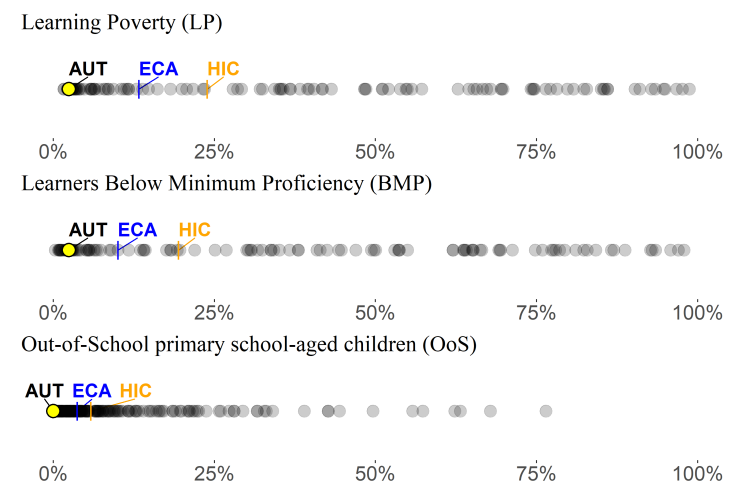 Learning Poverty (LP)
AUT ECA HIC
0% 25% 50% 75% 100%
Learners Below Minimum Proficiency (BMP)
AUT ECA HIC
0% 25% 50% 75% 100%
Out-of-School primary school-aged children (OoS)
AUT ECA HIC
0% 25% 50% 75% 100%